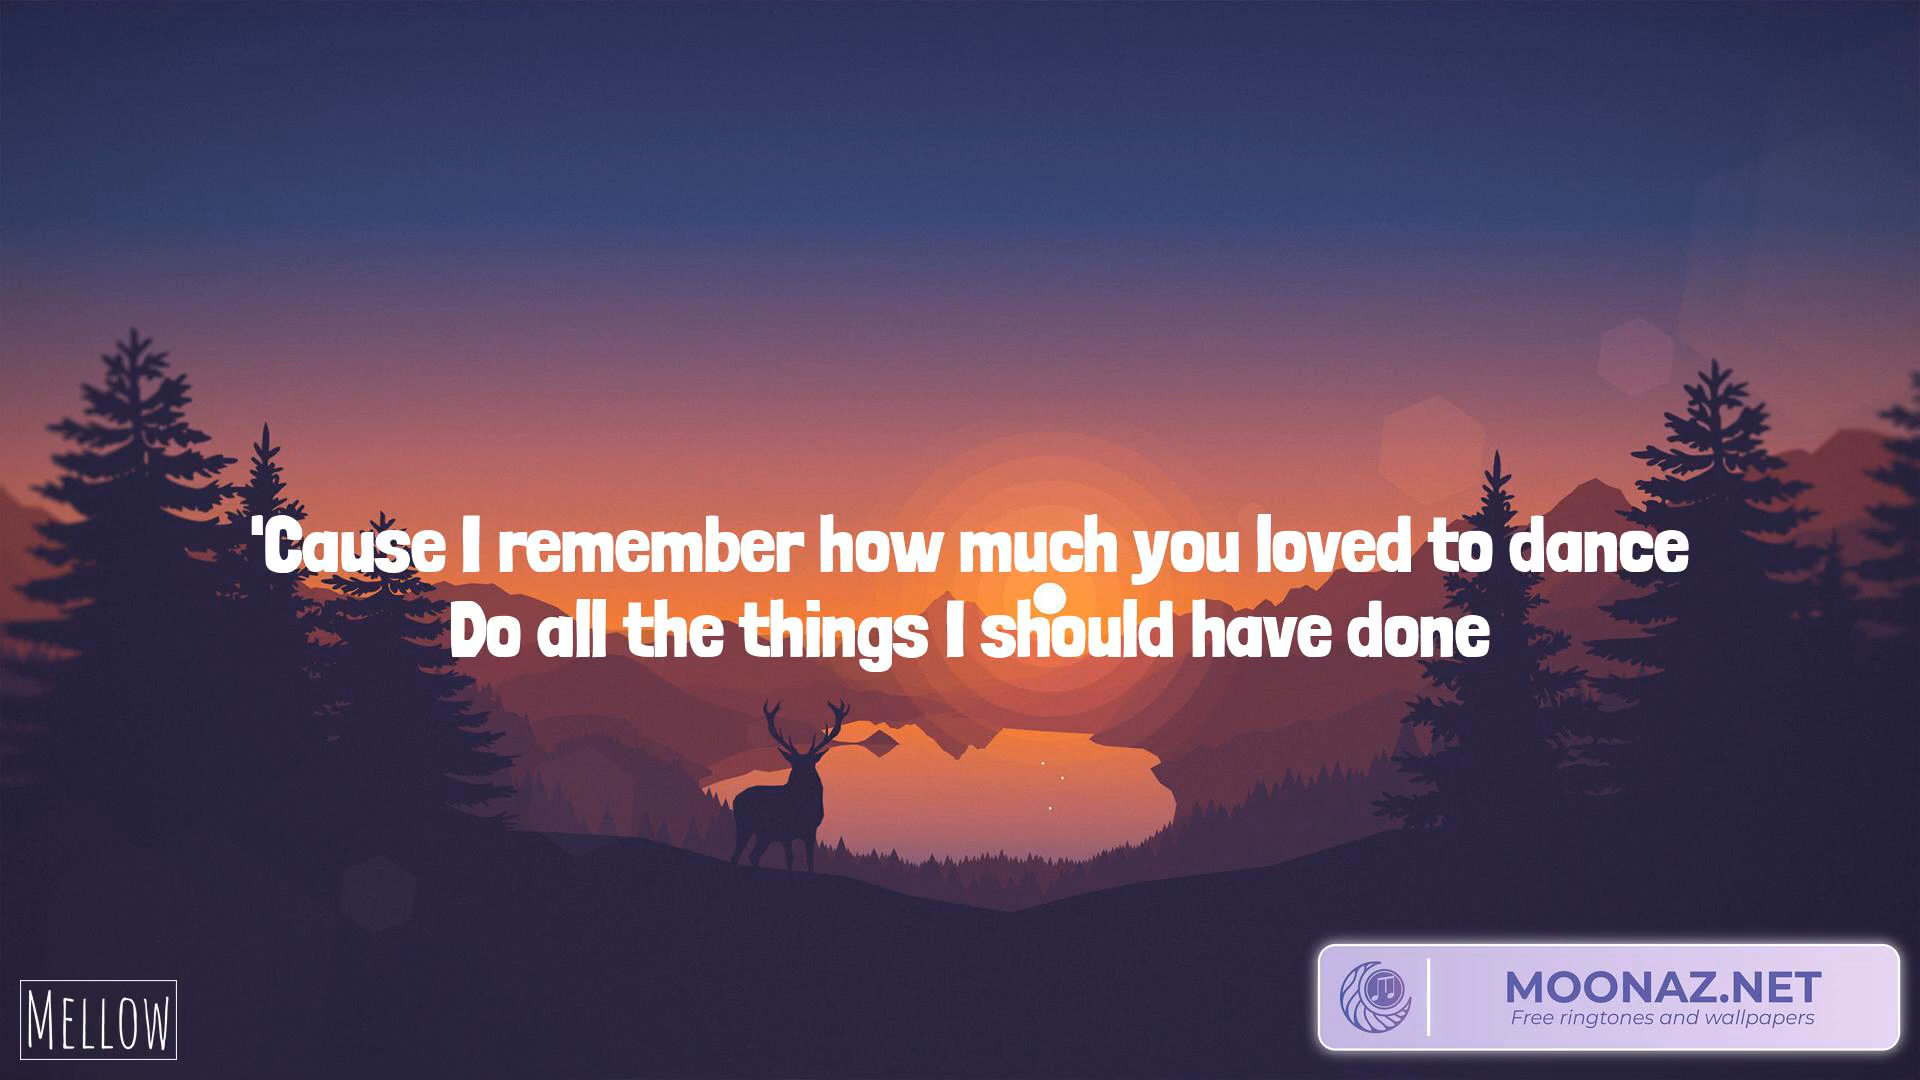 'Cause I remember how much you loved to dance
Do all the things I should have done
MELLOW
MOONAZ.NET
Free ringtones and wallpapers